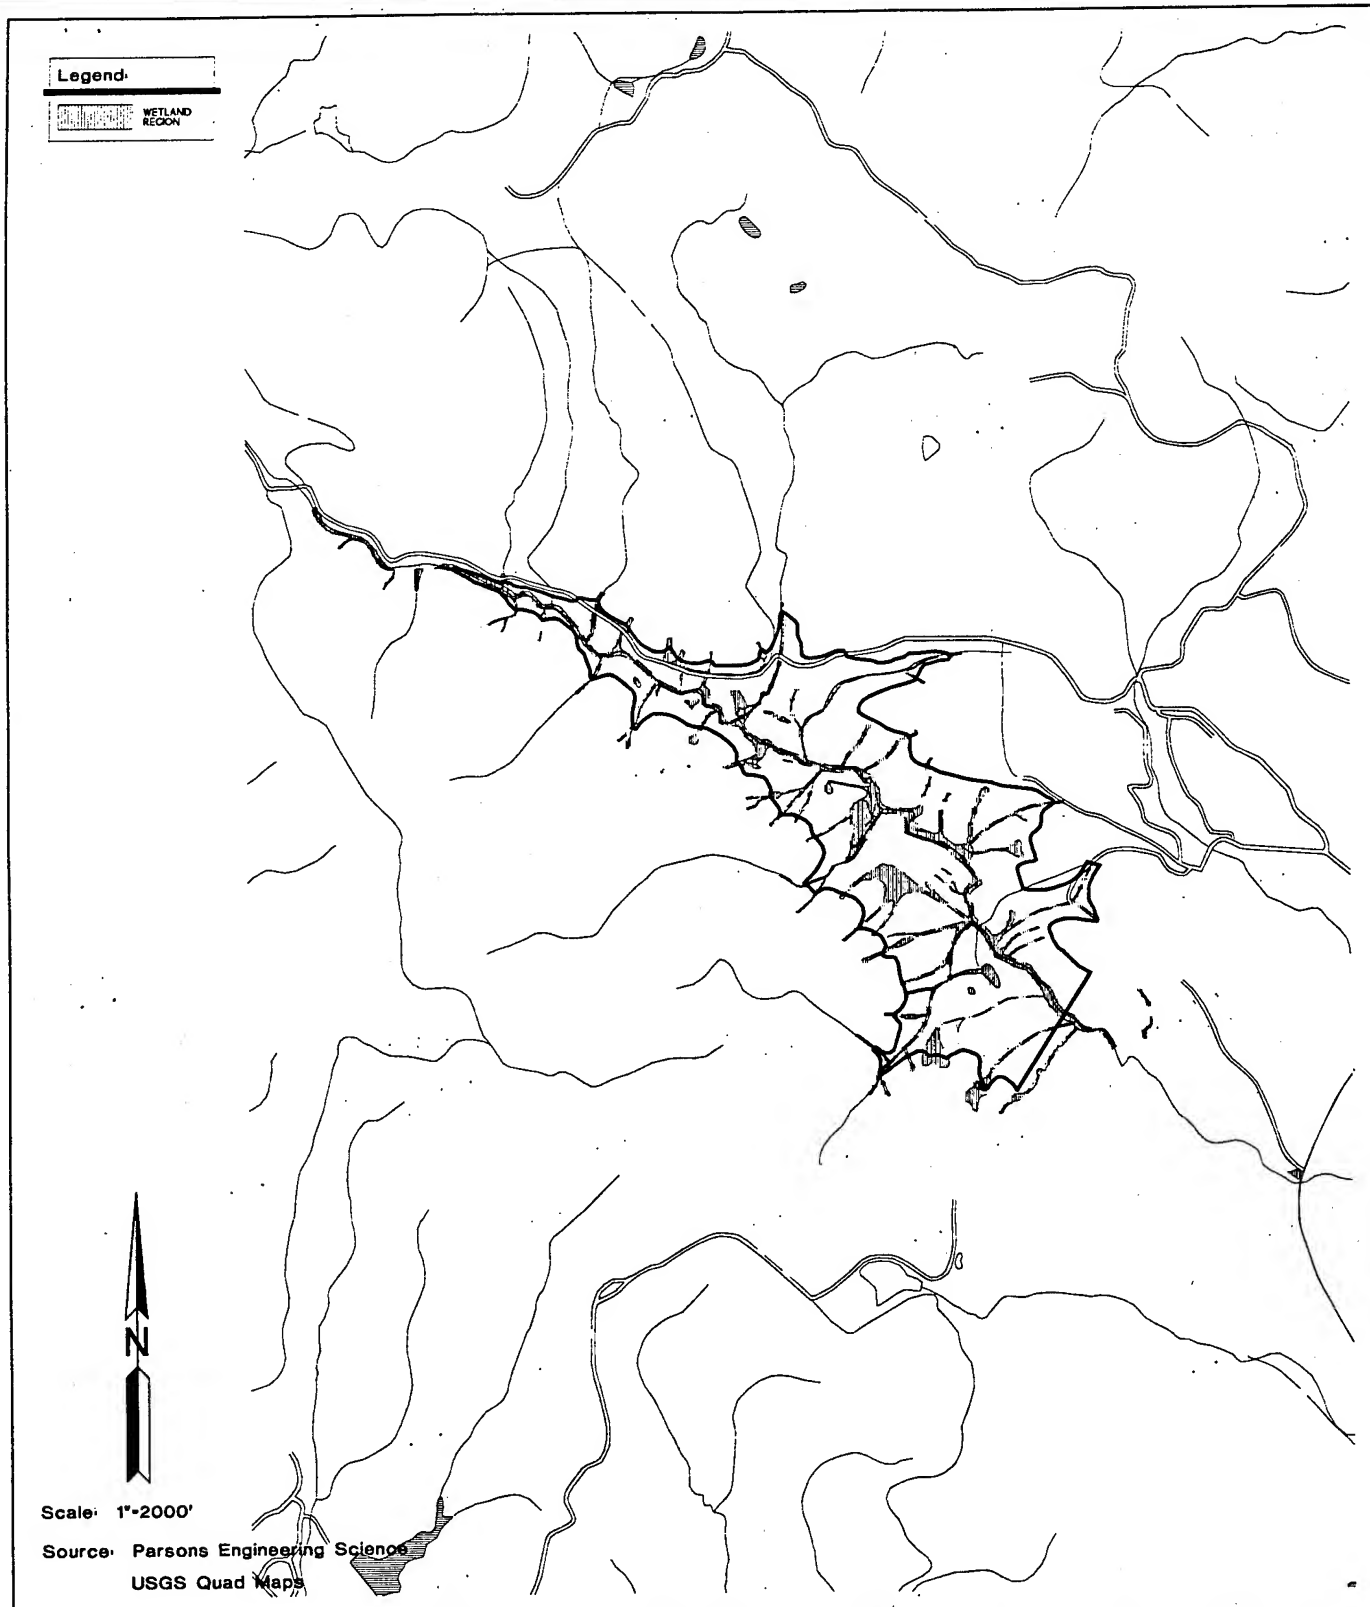 Legend:
WETLAND
REGION
N
Scale: 1"=2000'
Source: Parsons Engineering Science
USGS Quad Maps